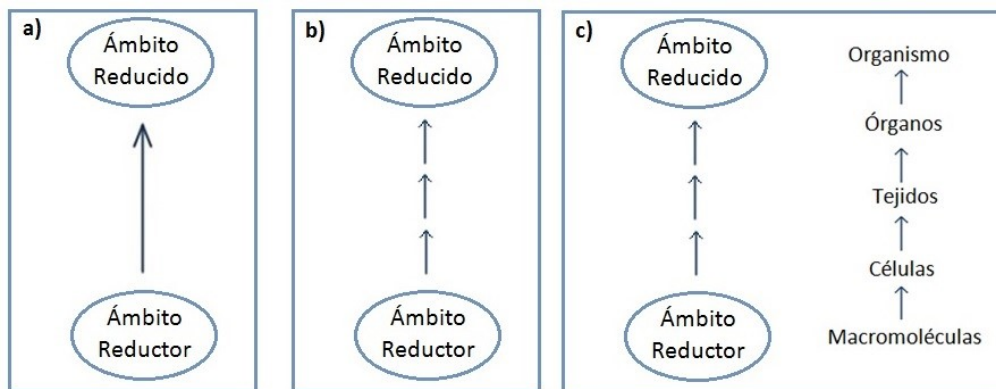 a)
Ámbito
Reducido
Ámbito
Reductor
b)
Ámbito
Reducido
Ámbito
Reductor
c)
Ámbito
Reducido
Ámbito
Reductor
Organismo
Órganos
Tejidos
Células
Macromoléculas